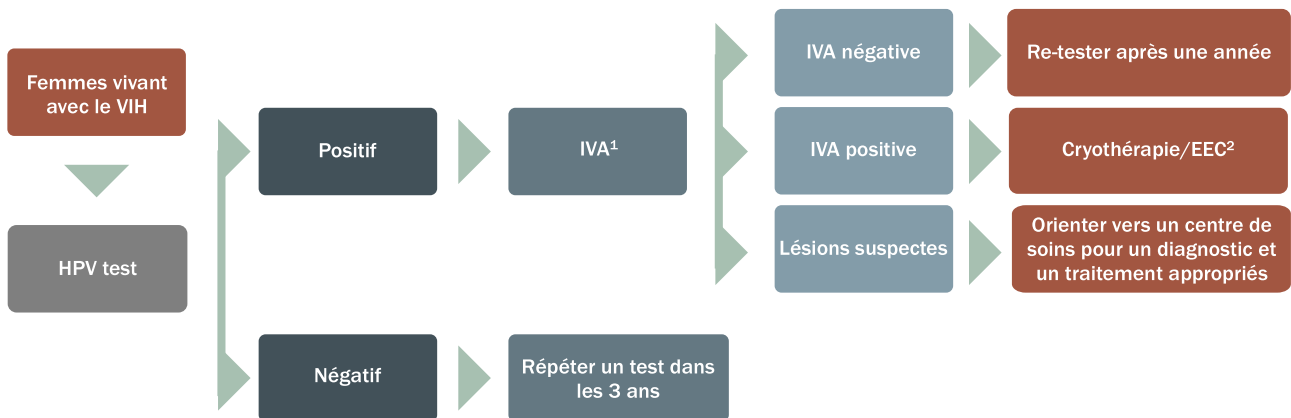 Femmes vivant
avec le VIH
HPV test
Positif
IVA¹
IVA négative
Re-tester après une année
IVA positive
Cryothérapie/EEC²
Lésions suspectes
Orienter vers un centre de
soins pour un diagnostic et
un traitement appropriés
Négatif
Répéter un test dans
les 3 ans